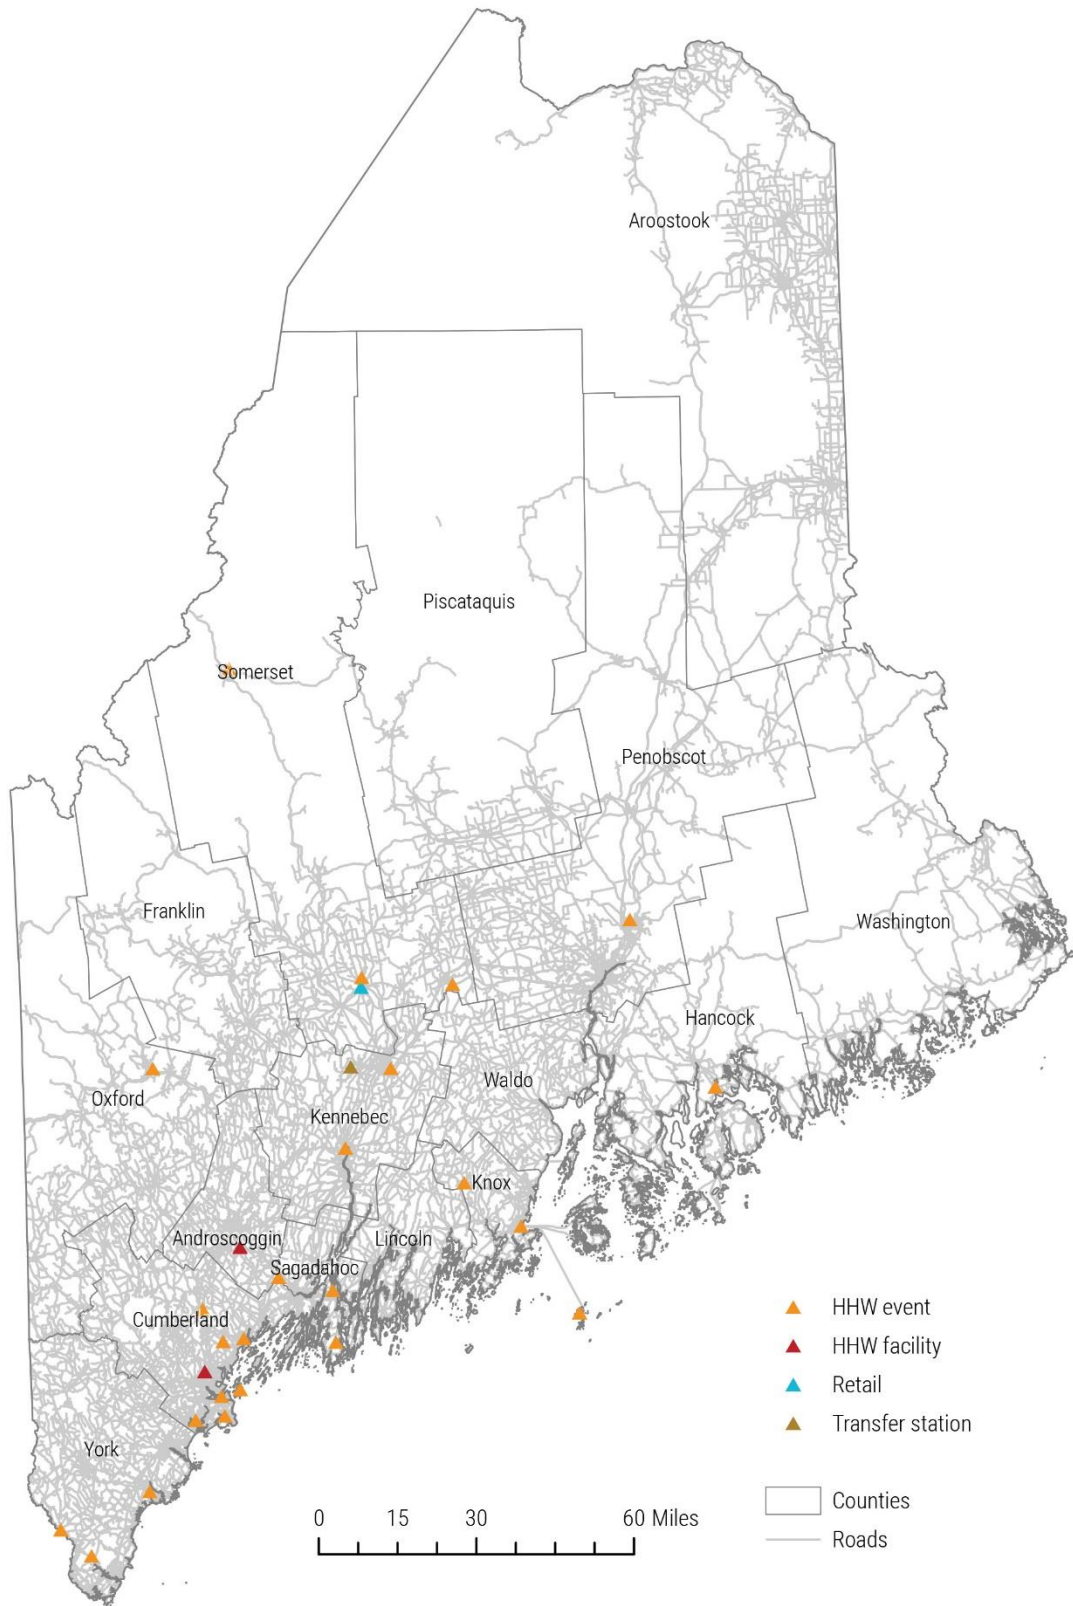 Aroostook
Piscataquis
Somerset
Penobscot
Franklin
Washington
Hancock
Oxford
Waldo
Kennebec
Knox
Androscoggin
Lincoln
Sagadahoc
Cumberland
York
HHW event
HHW facility
Retail
Transfer station
Counties
Roads
0 15 30 60 Miles